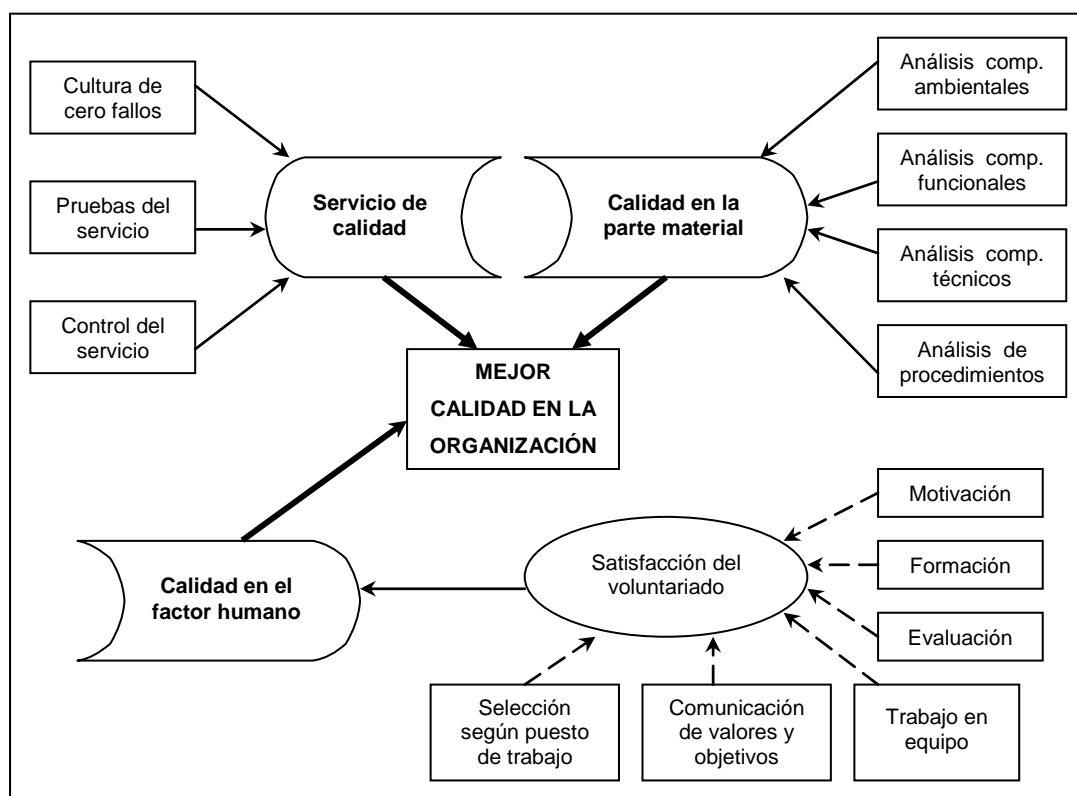 Cultura de
cero fallos
Pruebas del
servicio
Control del
servicio
Servicio de
calidad
Calidad en la
parte material
Análisis comp.
ambientales
Análisis comp.
funcionales
Análisis comp.
técnicos
Análisis de
procedimientos
MEJOR
CALIDAD EN LA
ORGANIZACIÓN
Calidad en el
factor humano
Satisfacción del
voluntariado
Motivación
Formación
Evaluación
Selección
según puesto
de trabajo
Comunicación
de valores y
objetivos
Trabajo en
equipo